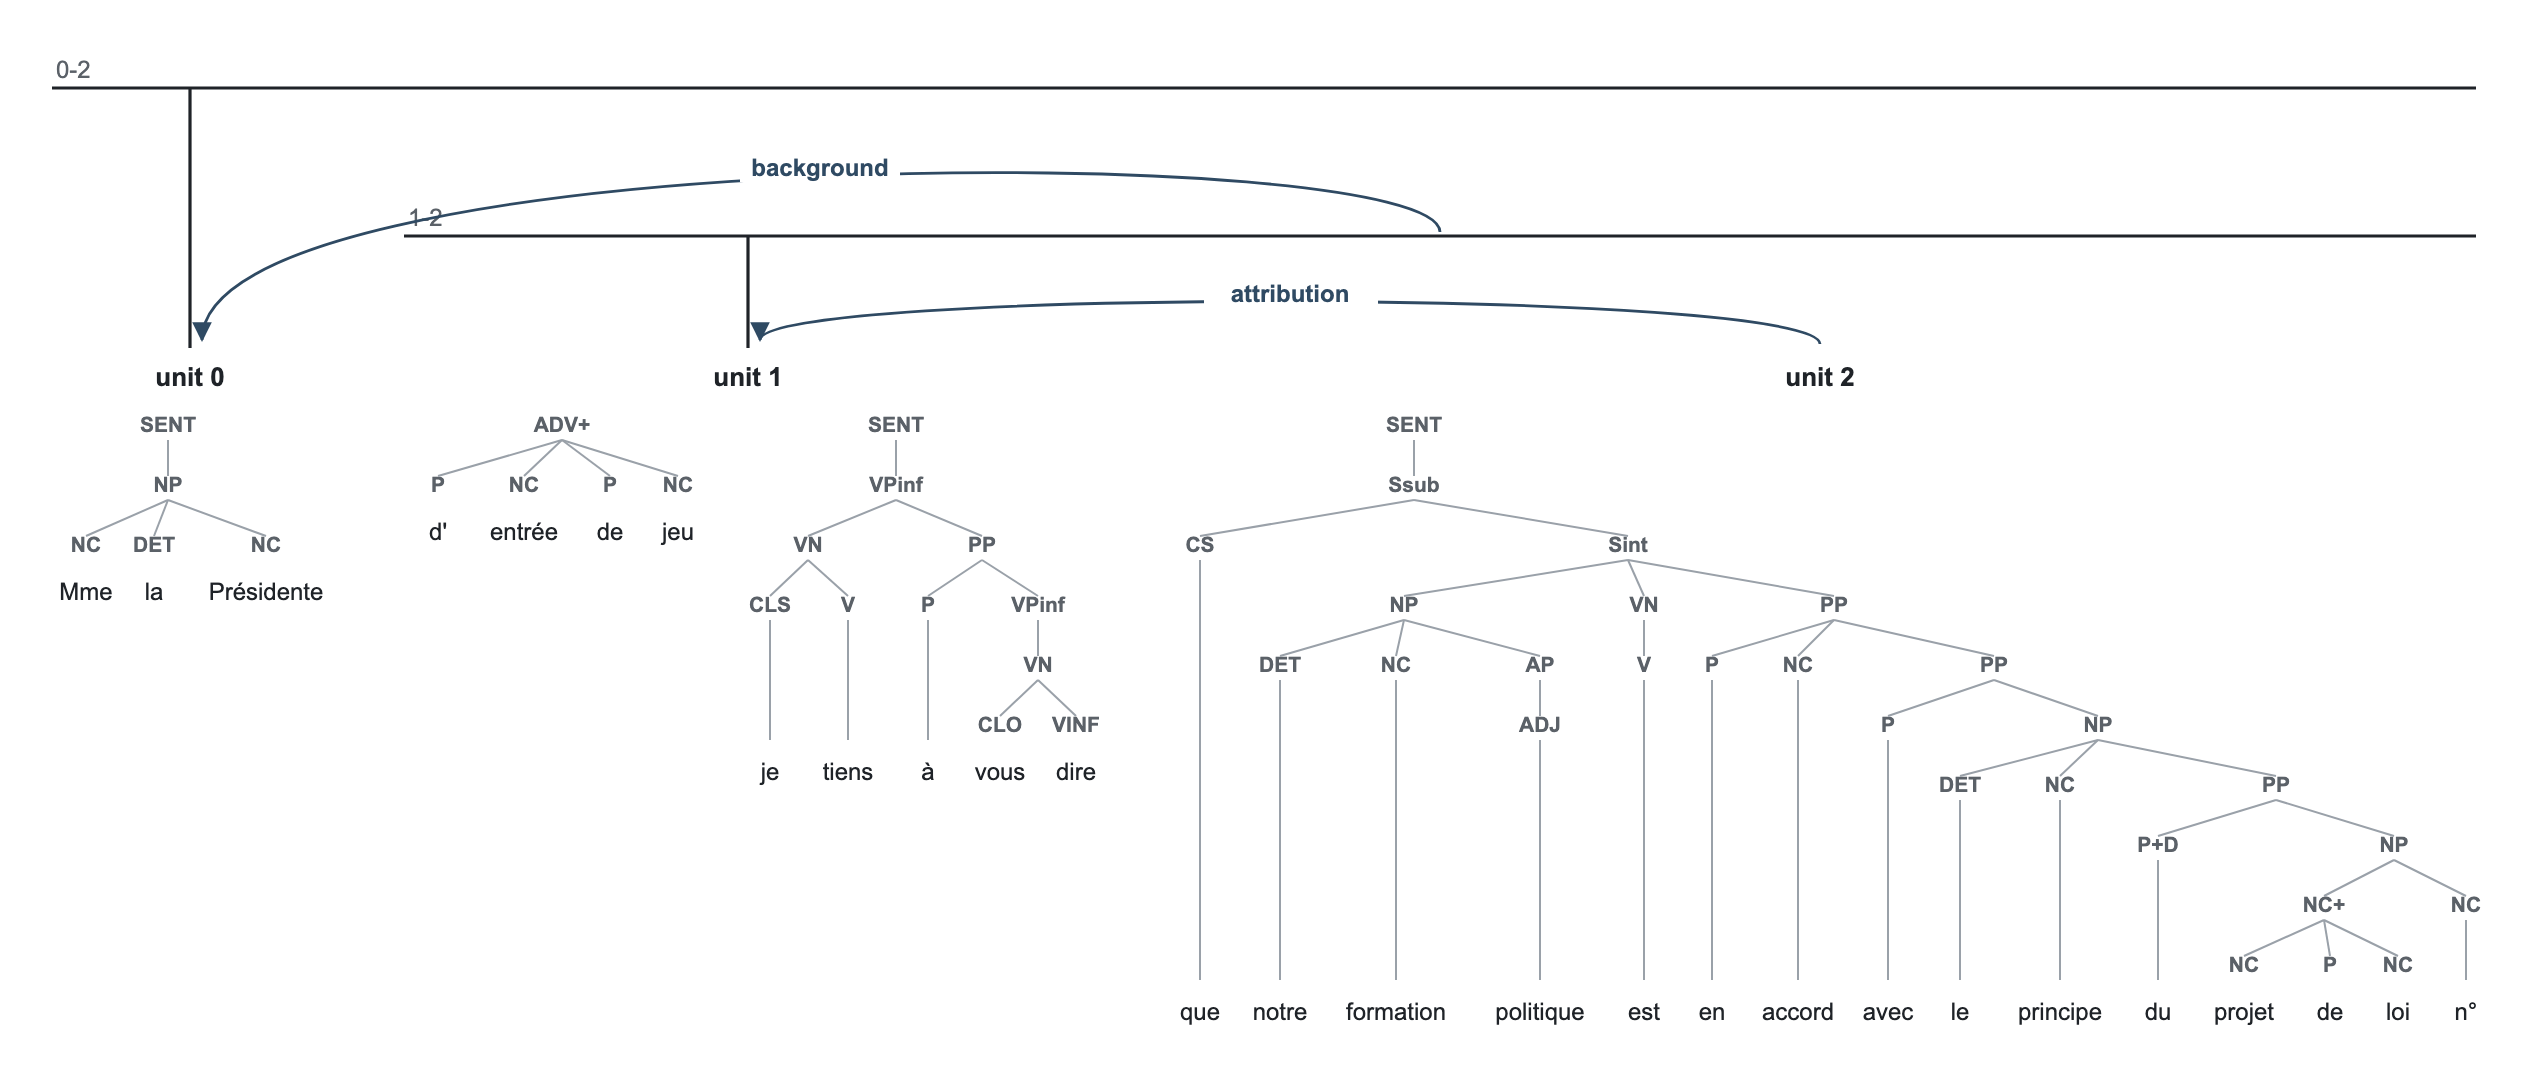 0-2
background
1-2
attribution
unit 0 unit 1 unit 2
SENT ADV+ SENT SENT
NP P NC P NC VPinf Ssub
d' entrée de jeu
NC DET NC VN PP CS Sint
Mme la Présidente
CLS V P VPinf NP VN PP
VN DET NC AP V P NC PP
CLO VINF ADJ P NP
je tiens à vous dire
DET NC PP
P+D NP
NC+ NC
NC P NC
que notre formation politique est en accord avec le principe du projet de loi n°